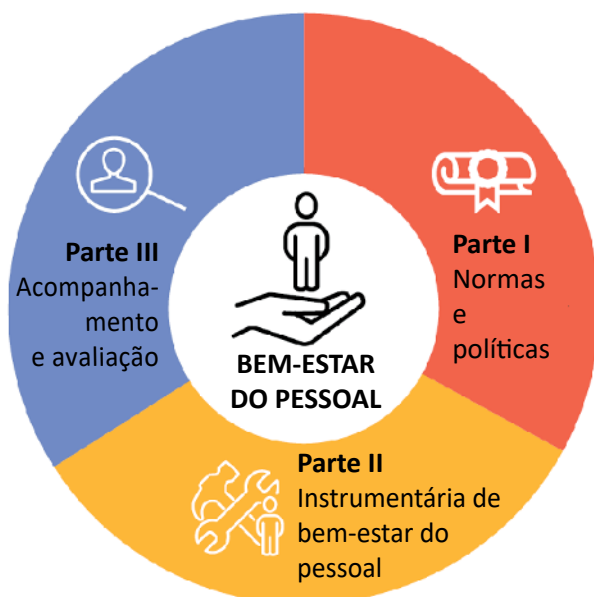 Parte I
Normas
e
políticas
Parte II
Instrumentária de
bem-estar do
pessoal
Parte III
Acompanha-
mento
e avaliação
BEM-ESTAR
DO PESSOAL